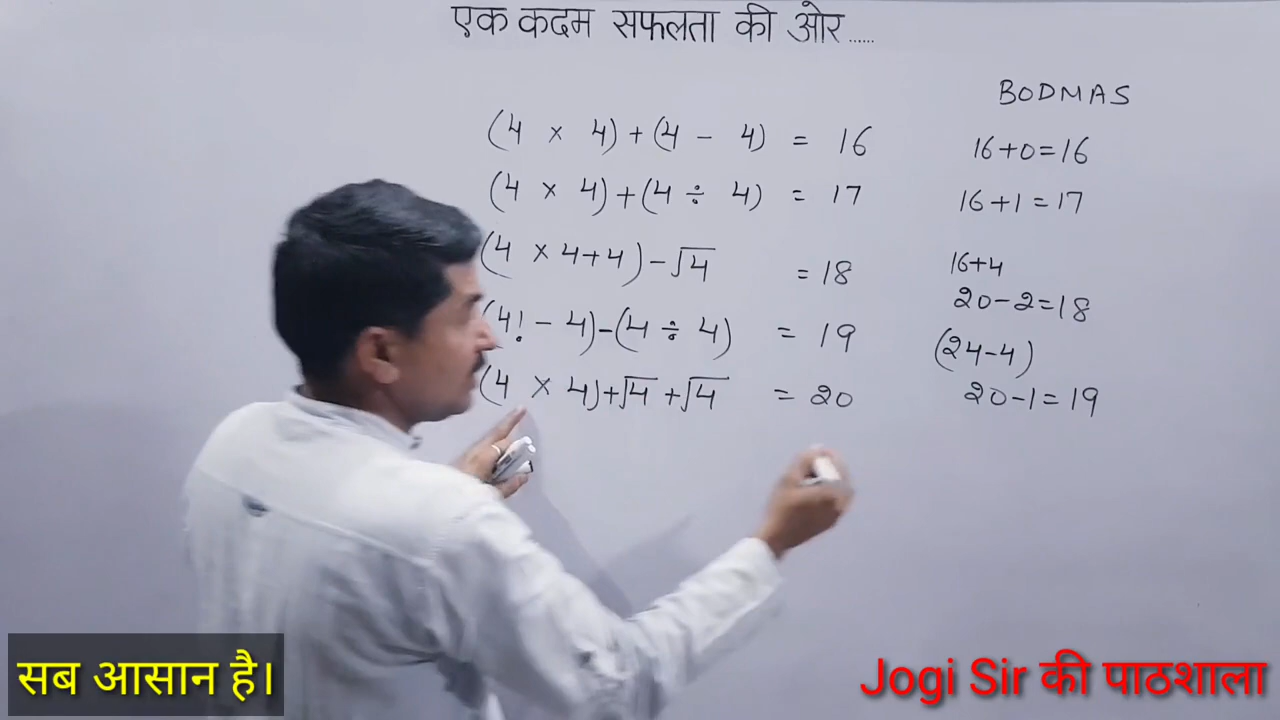 एक कदम सफलता की ओर......
BODMAS
(4 × 4) + (4 - 4) = 16
16+0=16
(4 × 4) + (4 ÷ 4) = 17
16+1=17
(4 × 4+4) - √4 = 18
16+4
20-2=18
(4! - 4) - (4 ÷ 4) = 19
(24-4)
20-1=19
(4 × 4) + √4 + √4 = 20
सब आसान है।
Jogi Sir की पाठशाला